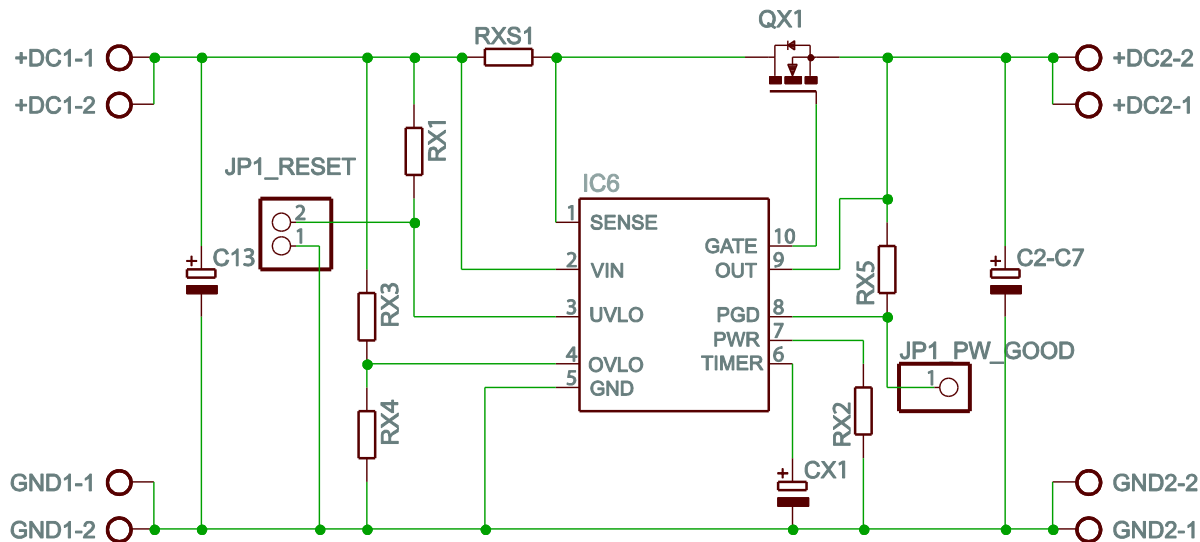 QX1
RXS1
+DC1-1
+DC2-2
+DC1-2
+DC2-1
RX1
JP1_RESET
2
1
IC6
1 SENSE
2 VIN
3 UVLO
4 OVLO
5 GND
GATE 10
OUT 9
PGD 8
PWR 7
TIMER 6
+
C13
RX3
RX4
RX5
+
C2-C7
JP1_PW_GOOD
1
RX2
+
CX1
GND1-1
GND2-2
GND1-2
GND2-1